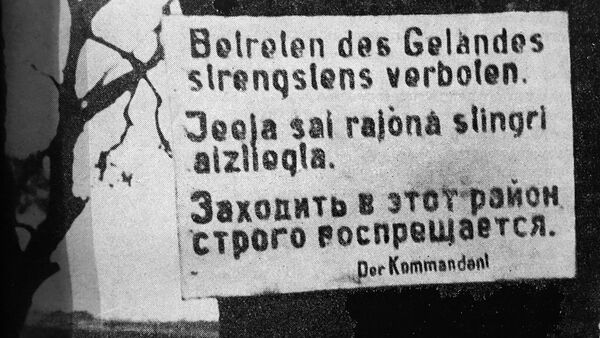 Betreten des Geländes
strengstens verboten.
Jeeja šai rajonā stingri
aizliegta.
Заходить в этот район
строго воспрещается.
Der Kommandant